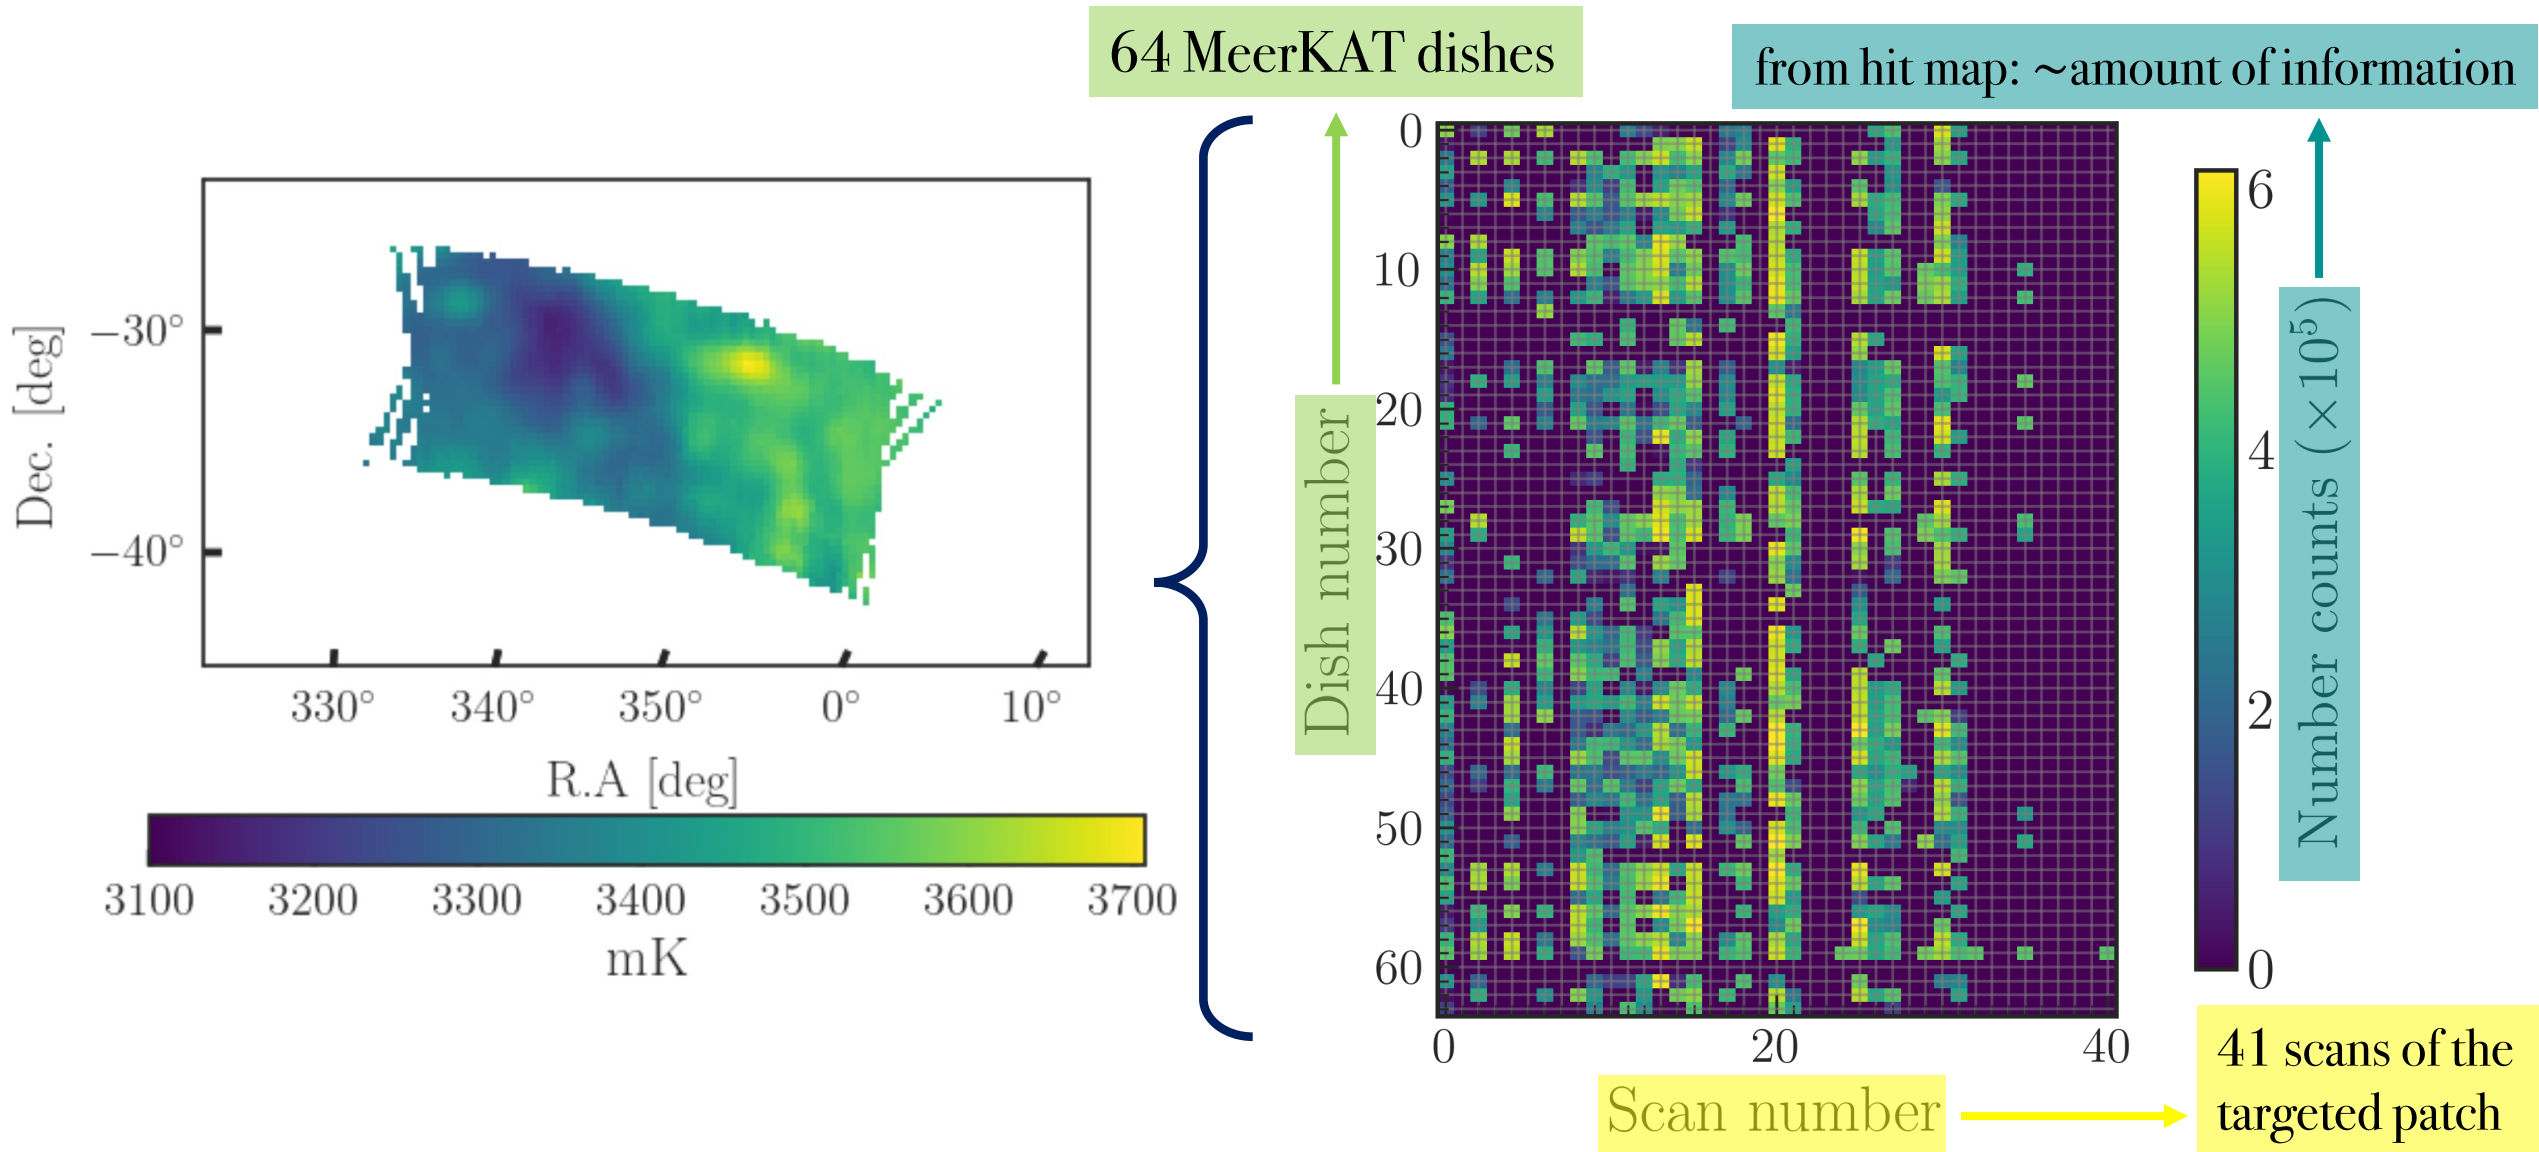 64 MeerKAT dishes
from hit map: ~amount of information
Dec. [deg]
−30°
−40°
330° 340° 350° 0° 10°
R.A [deg]
3100 3200 3300 3400 3500 3600 3700
mK
Dish number
0
10
20
30
40
50
60
0 20 40
Scan number
6
4
2
0
Number counts (×10⁵)
41 scans of the
targeted patch